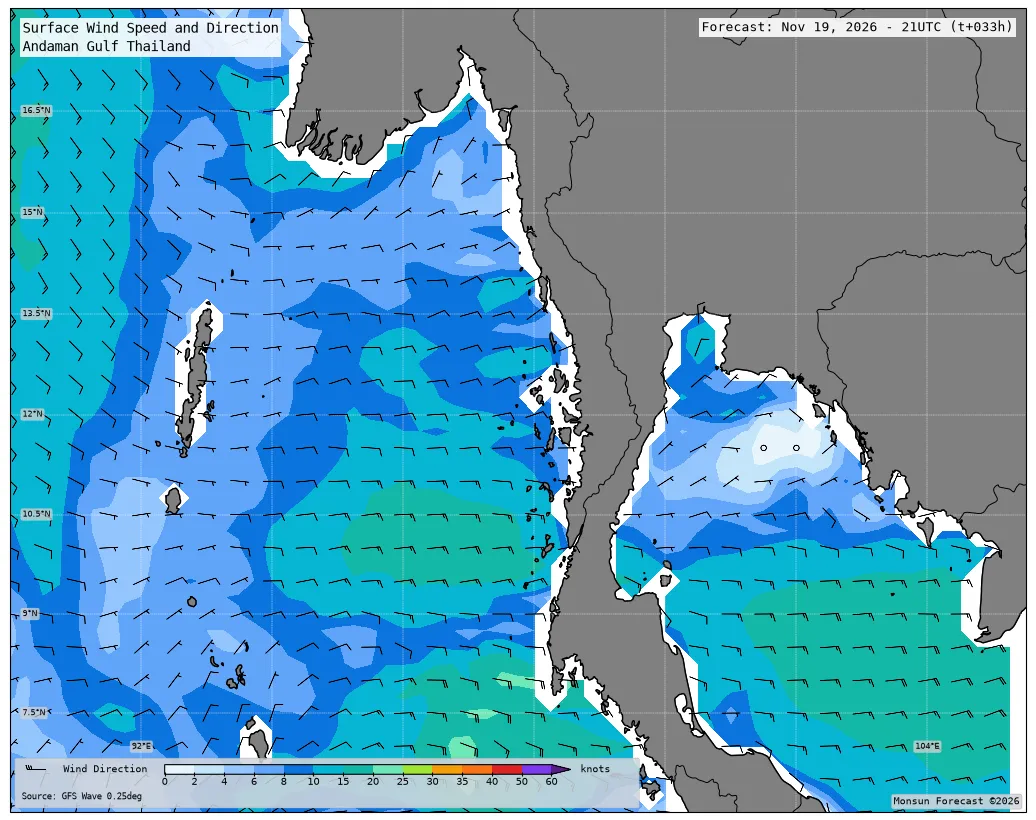 Surface Wind Speed and Direction
Andaman Gulf Thailand
Forecast: Nov 19, 2026 - 21UTC (t+033h)
16.5°N
15°N
13.5°N
12°N
10.5°N
9°N
7.5°N
92°E
104°E
Wind Direction
knots
0 2 4 6 8 10 15 20 25 30 35 40 50 60
Source: GFS Wave 0.25deg
Monsun Forecast ©2026